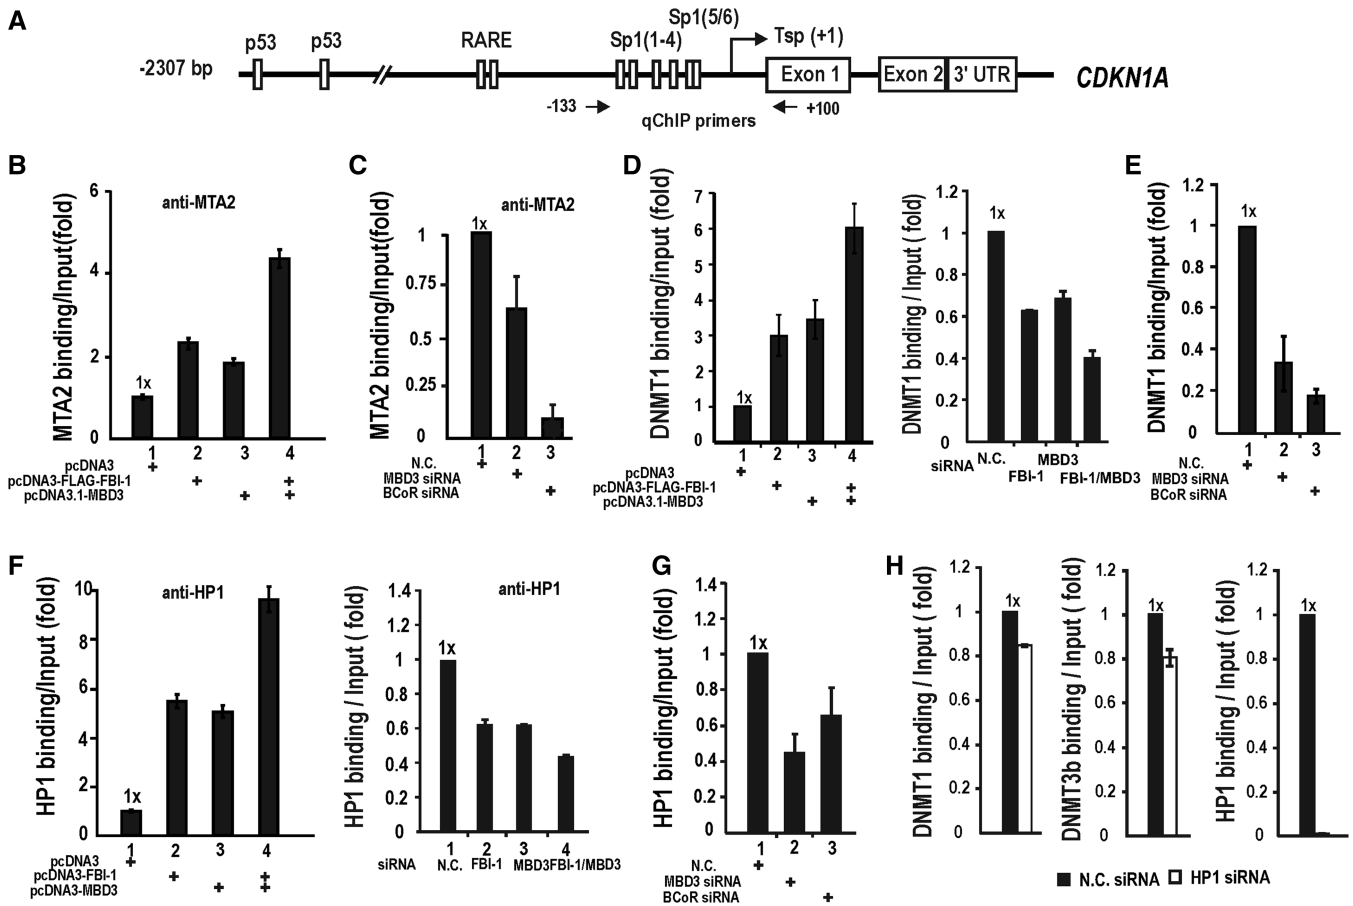 A
Sp1(5/6)
p53
p53
RARE
Sp1(1-4)
Tsp (+1)
-2307 bp
Exon 1
Exon 2
3' UTR
CDKN1A
-133
+100
qChIP primers
B
MTA2 binding/Input(fold)
anti-MTA2
6
4
2
0
1x
1
2
3
4
pcDNA3
+
pcDNA3-FLAG-FBI-1
+
+
pcDNA3.1-MBD3
+
+
C
MTA2 binding/Input(fold)
anti-MTA2
1
0.75
0.5
0.25
0
1x
1
2
3
N.C.
+
MBD3 siRNA
+
BCoR siRNA
+
D
DNMT1 binding/input (fold)
7
6
5
4
3
2
1
0
1x
1
2
3
4
pcDNA3
+
pcDNA3-FLAG-FBI-1
+
+
pcDNA3.1-MBD3
+
+
DNMT1 binding / Input ( fold)
1.2
1
0.8
0.6
0.4
0.2
0
1x
siRNA
N.C.
FBI-1
MBD3
FBI-1/MBD3
E
DNMT1 binding/Input (fold)
1.2
1
0.8
0.6
0.4
0.2
0
1x
1
2
3
N.C.
+
MBD3 siRNA
+
BCoR siRNA
+
F
HP1 binding/Input (fold)
anti-HP1
10
8
6
4
2
0
1x
1
2
3
4
pcDNA3
+
pcDNA3-FBI-1
+
+
pcDNA3-MBD3
+
+
HP1 binding / Input ( fold)
anti-HP1
1.4
1.2
1
0.8
0.6
0.4
0.2
0
1x
1
2
3
4
siRNA
N.C.
FBI-1
MBD3
FBI-1/MBD3
G
HP1 binding/Input (fold)
1.4
1.2
1
0.8
0.6
0.4
0.2
0
1x
1
2
3
N.C.
+
MBD3 siRNA
+
BCoR siRNA
+
H
DNMT1 binding / Input ( fold)
1.2
1
0.8
0.6
0.4
0.2
0
1x
DNMT3b binding / Input ( fold)
1.2
1
0.8
0.6
0.4
0.2
0
1x
HP1 binding / Input ( fold)
1.2
1
0.8
0.6
0.4
0.2
0
1x
N.C. siRNA
HP1 siRNA